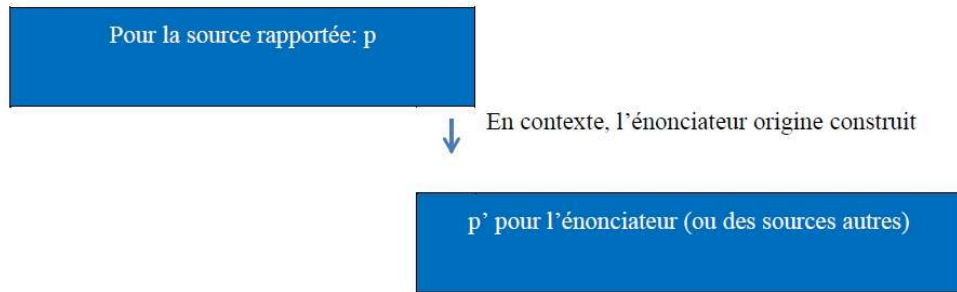 Pour la source rapportée: p
En contexte, l’énonciateur origine construit
p’ pour l’énonciateur (ou des sources autres)